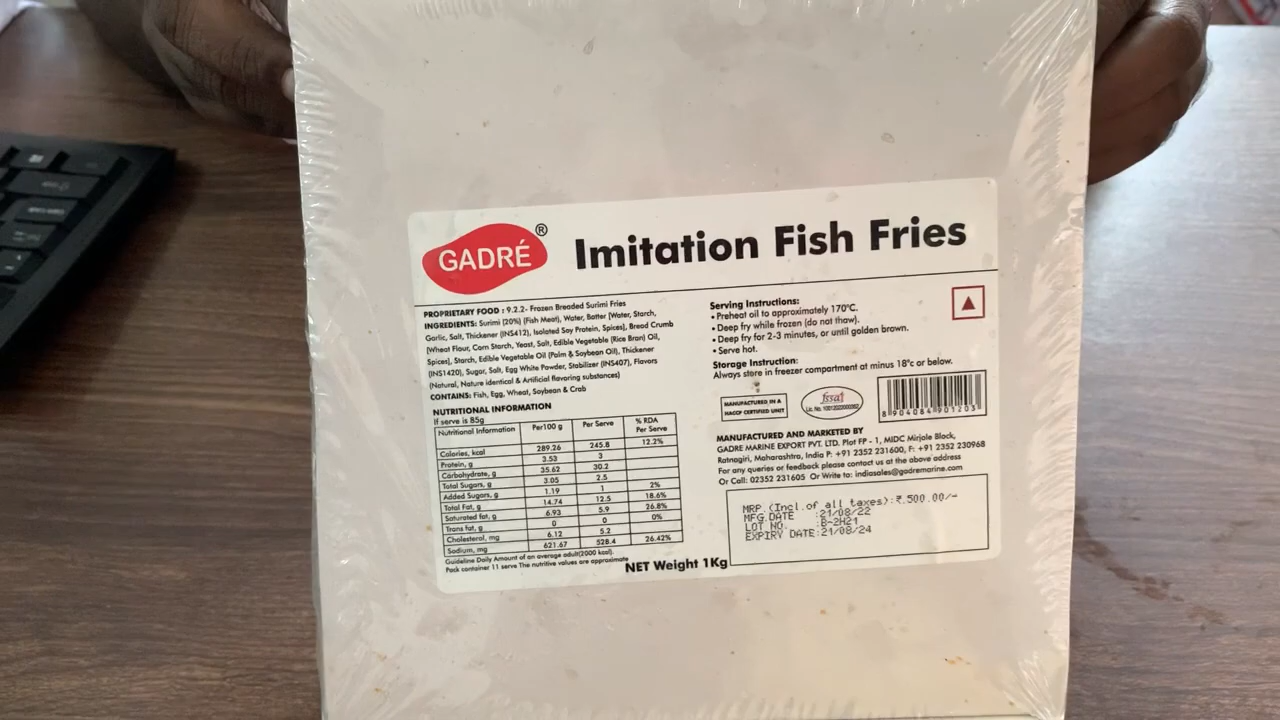 GADRÉ®
Imitation Fish Fries
PROPRIETARY FOOD : 9.2.2- Frozen Breaded Surimi Fries
INGREDIENTS: Surimi (20%) (Fish Meat), Water, Batter [Water, Starch,
Garlic, Salt, Thickener (INS412), Isolated Soy Protein, Spices], Bread Crumb
[Wheat Flour, Corn Starch, Yeast, Salt, Edible Vegetable (Rice Bran) Oil,
Spices], Starch, Edible Vegetable Oil (Palm & Soybean Oil), Thickener
(INS1420), Sugar, Salt, Egg White Powder, Stabilizer (INS407), Flavors
(Natural, Nature identical & Artificial flavoring substances)
CONTAINS: Fish, Egg, Wheat, Soybean & Crab
NUTRITIONAL INFORMATION
If serve is 85g
Nutritional Information Per100 g Per Serve % RDA Per Serve
Calories, kcal 289.26 245.8 12.2%
Protein, g 3.53 3
Carbohydrate, g 35.62 30.2
Total Sugars, g 3.05 2.5
Added Sugars, g 1.19 1 2%
Total Fat, g 14.74 12.5 18.6%
Saturated fat, g 6.93 5.9 26.8%
Trans fat, g 0 0 0%
Cholesterol, mg 6.12 5.2
Sodium, mg 621.67 528.4 26.42%
Guideline Daily Amount of an average adult(2000 kcal).
Pack container 11 serve The nutritive values are approximate
NET Weight 1Kg
Serving Instructions:
• Preheat oil to approximately 170°C.
• Deep fry while frozen (do not thaw).
• Deep fry for 2-3 minutes, or until golden brown.
• Serve hot.
Storage Instruction:
Always store in freezer compartment at minus 18°c or below.
MANUFACTURED IN A
HACCP CERTIFIED UNIT
fssai
Lic. No.
8 904084 901203
MANUFACTURED AND MARKETED BY
GADRE MARINE EXPORT PVT. LTD. Plot FP - 1, MIDC Mirjole Block,
Ratnagiri, Maharashtra, India P: +91 2352 231600, F: +91 2352 230968
For any queries or feedback please contact us at the above address
Or Call: 02352 231605 Or Write to: indiasales@gadremarine.com
MRP.(Incl.of all taxes):₹.500.00/-
MFG.DATE :21/08/22
LOT NO. :B-2H21
EXPIRY DATE:21/08/24